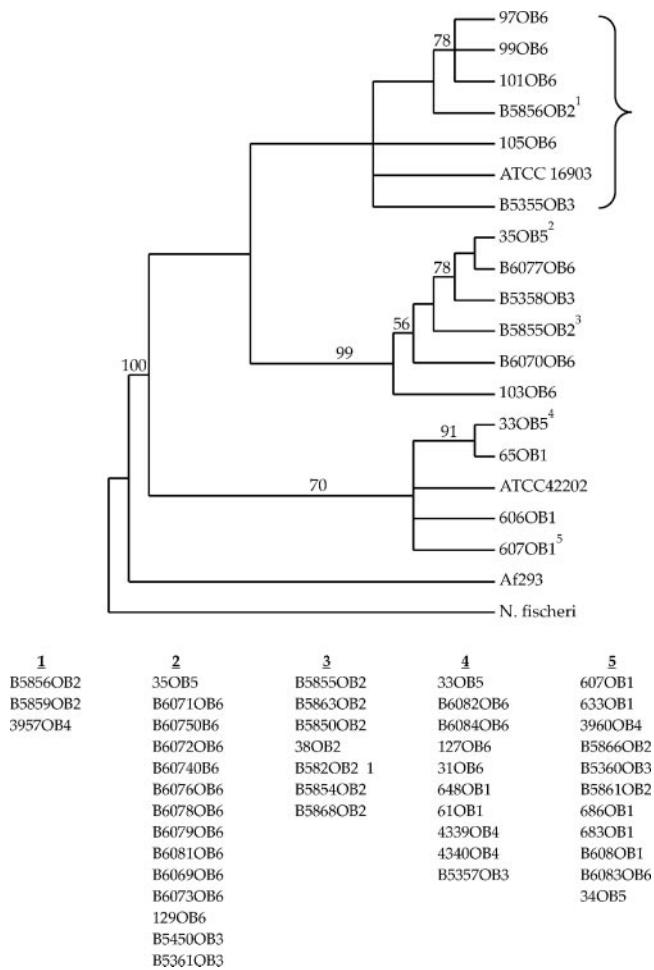 97OB6
78
99OB6
101OB6
B5856OB2¹
105OB6
ATCC 16903
B5355OB3
35OB5²
78
B6077OB6
B5358OB3
56
B5855OB2³
99
B6070OB6
100
103OB6
33OB5⁴
91
65OB1
70
ATCC42202
606OB1
607OB1⁵
Af293
N. fischeri
1 2 3 4 5
B5856OB2 35OB5 B5855OB2 33OB5 607OB1
B5859OB2 B6071OB6 B5863OB2 B6082OB6 633OB1
3957OB4 B60750B6 B5850OB2 B6084OB6 3960OB4
B6072OB6 38OB2 127OB6 B5866OB2
B60740B6 B582OB2 1 31OB6 B5360OB3
B6076OB6 B5854OB2 648OB1 B5861OB2
B6078OB6 B5868OB2 61OB1 686OB1
B6079OB6 4339OB4 683OB1
B6081OB6 4340OB4 B608OB1
B6069OB6 B5357OB3 B6083OB6
B6073OB6 34OB5
129OB6
B5450OB3
B5361OB3